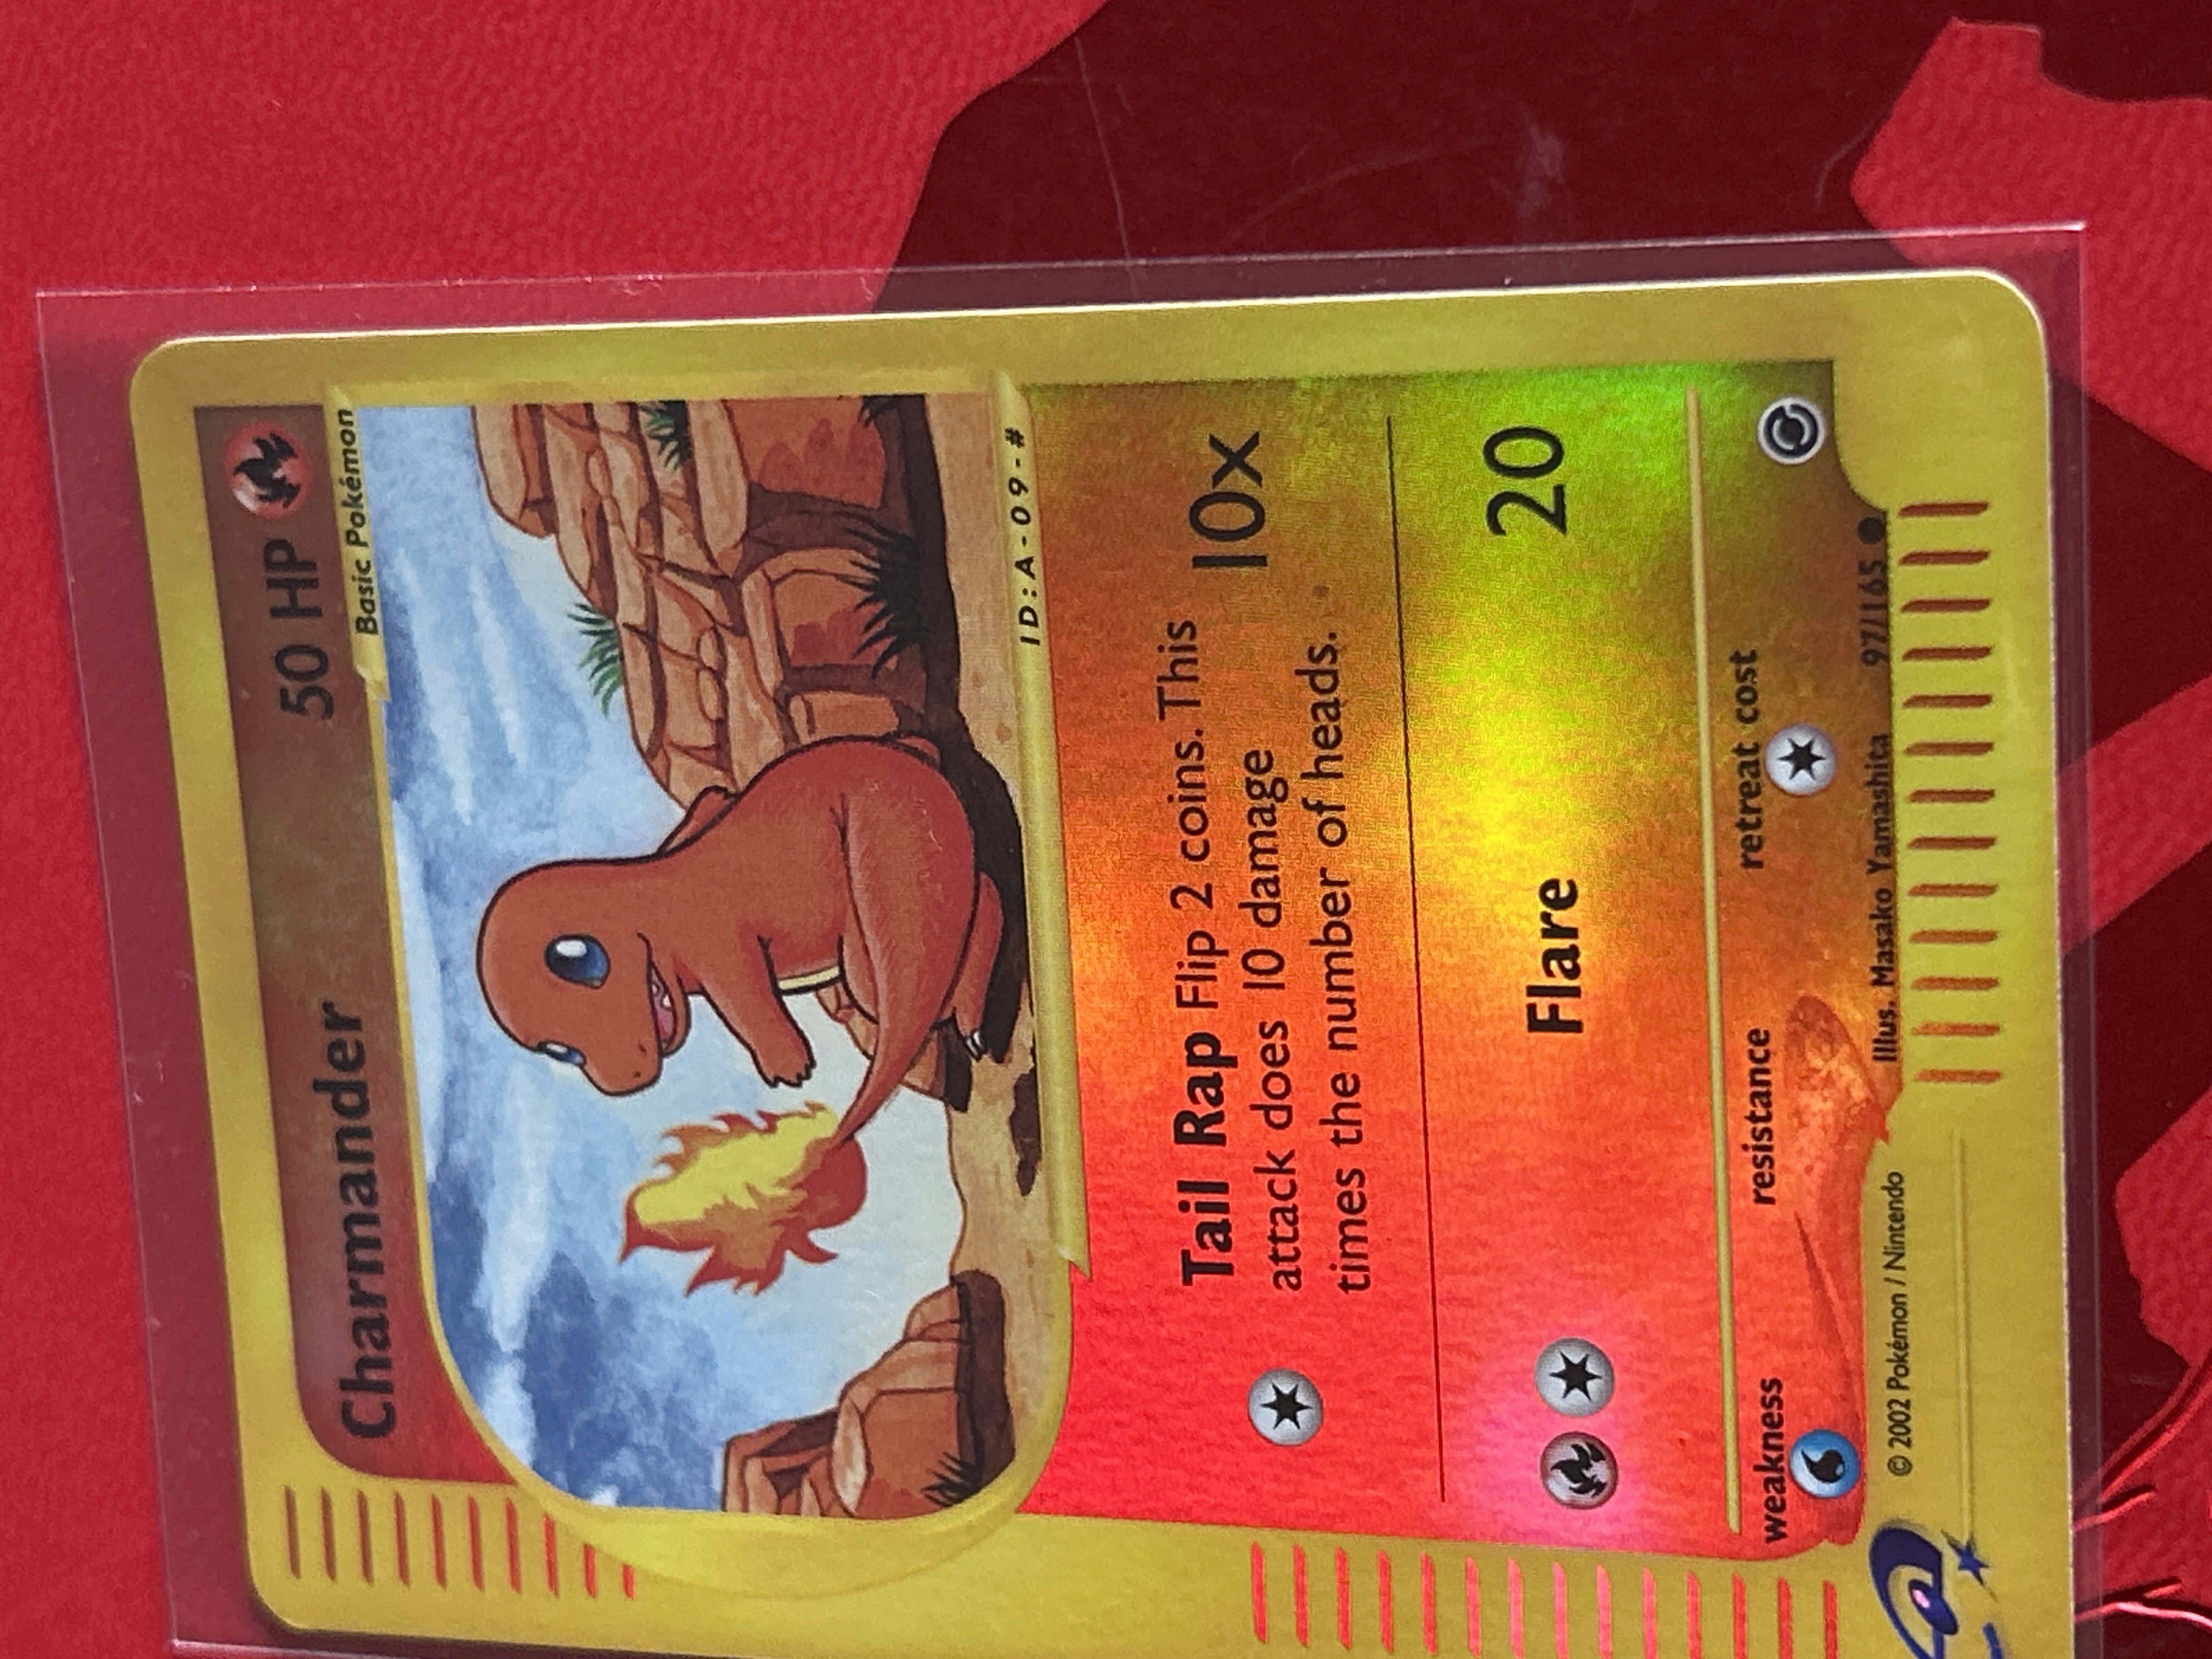 Charmander 50 HP
Basic Pokémon
ID: A-09-#
Tail Rap Flip 2 coins. This
attack does 10 damage
times the number of heads.
10x
Flare 20
weakness resistance retreat cost
Illus. Masako Yamashita 97/165
© 2002 Pokémon / Nintendo